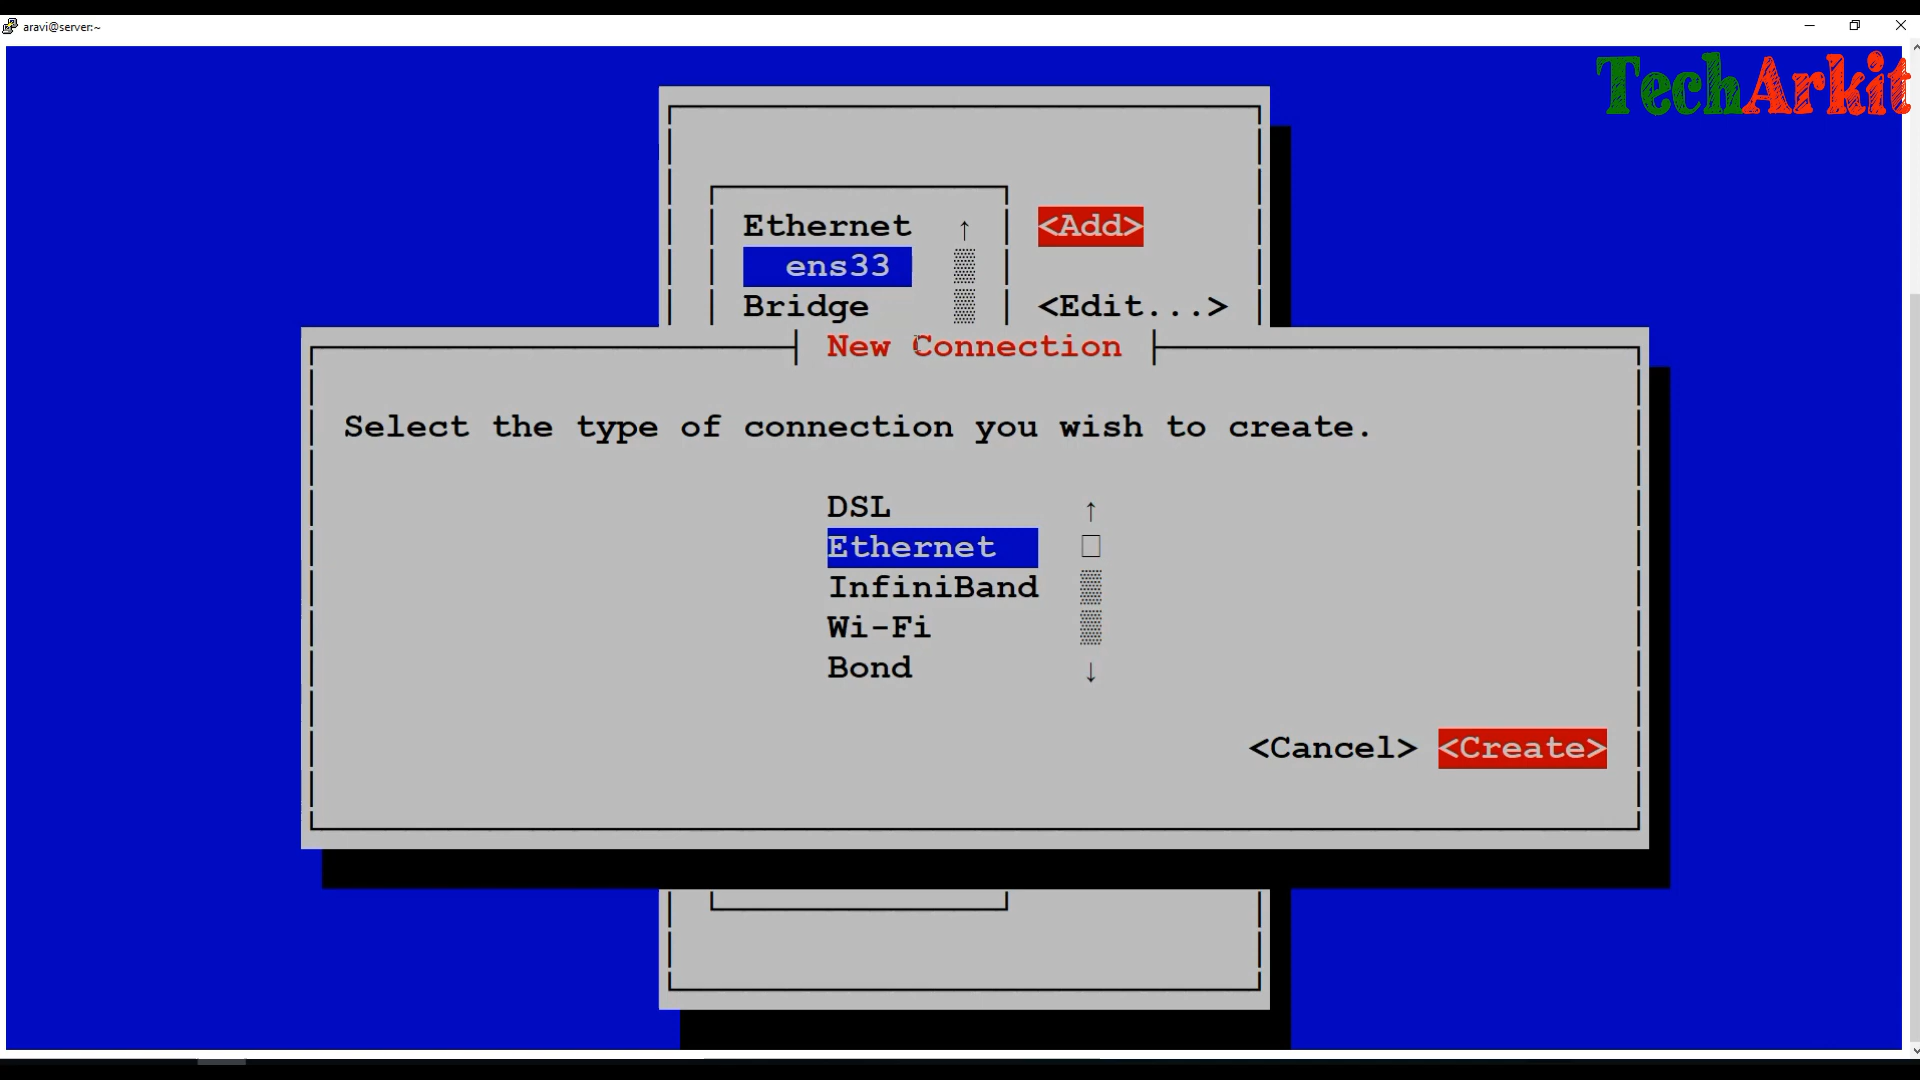 aravi@server:~
TechArkit
Ethernet
<Add>
ens33
Bridge
<Edit...>
New Connection
Select the type of connection you wish to create.
DSL
Ethernet
InfiniBand
Wi-Fi
Bond
<Cancel> <Create>